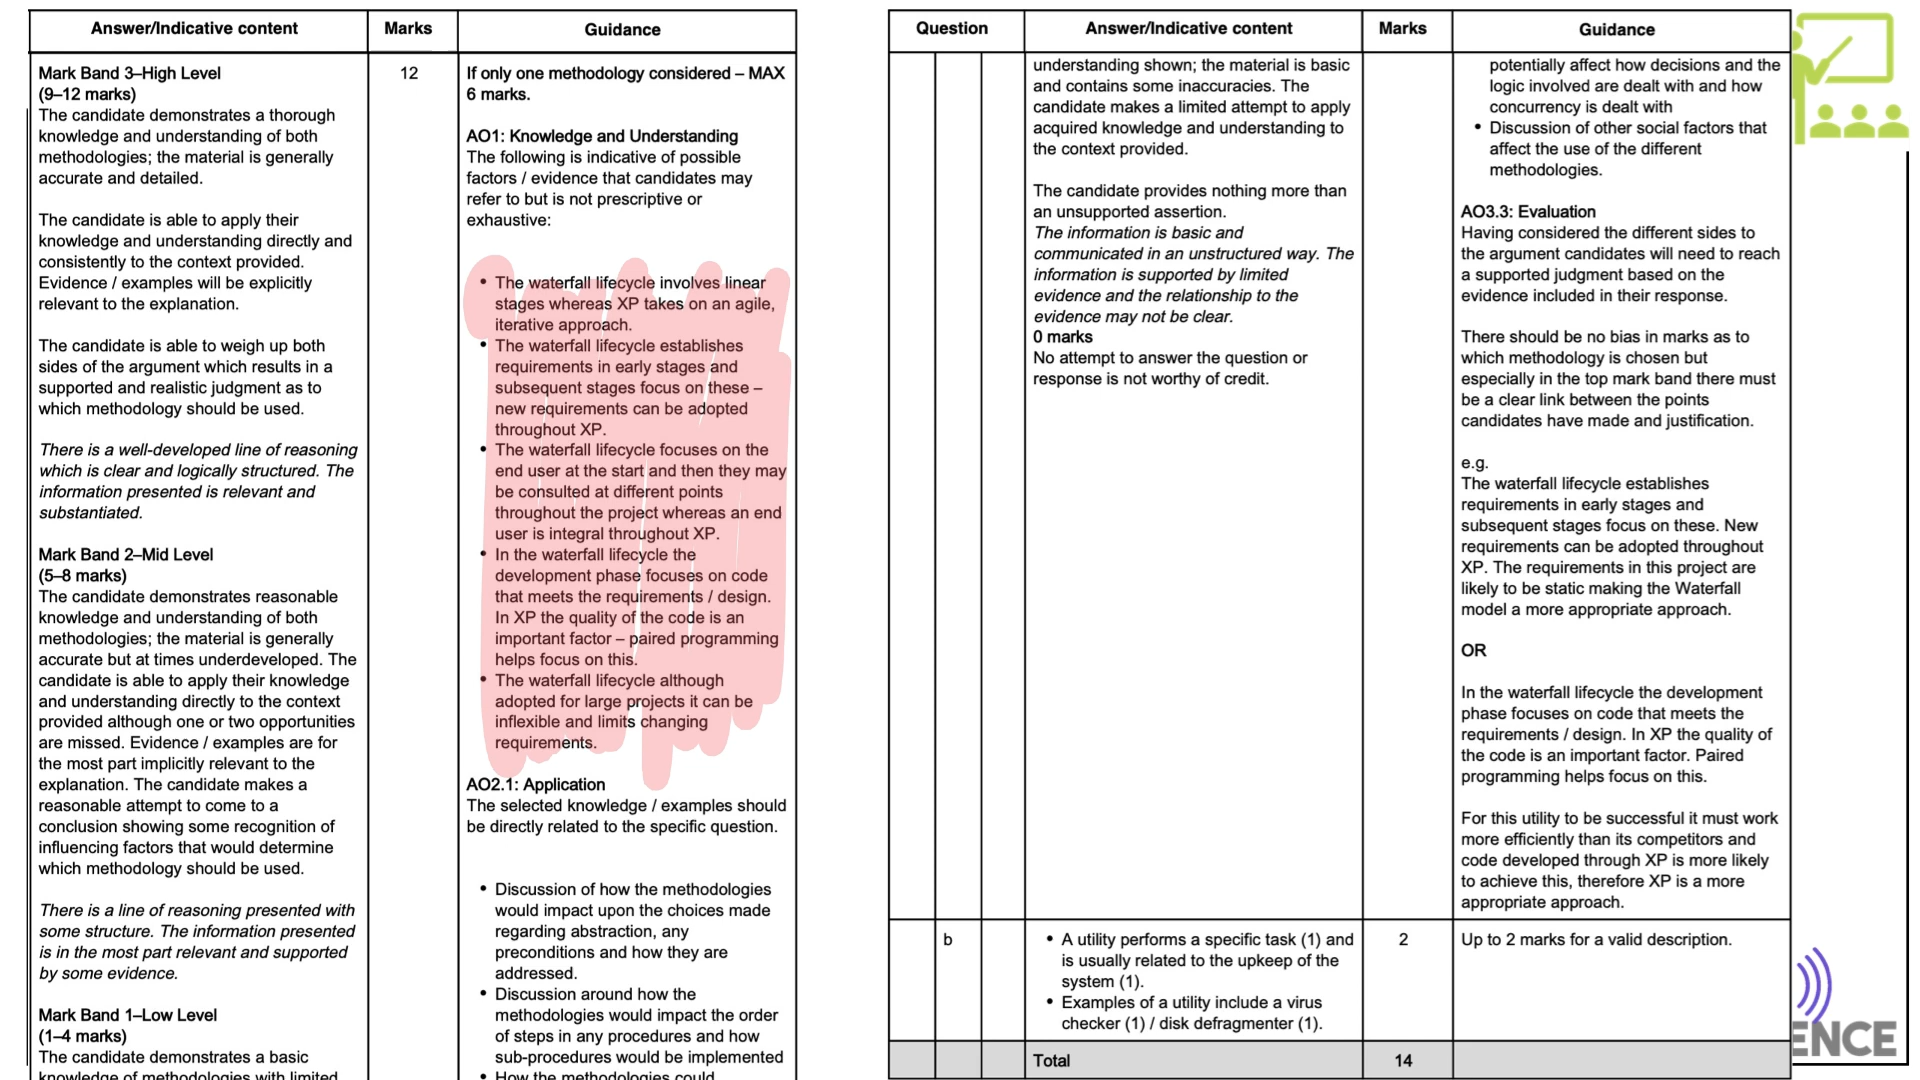 Answer/Indicative content
Marks
Guidance
Mark Band 3–High Level
(9–12 marks)
The candidate demonstrates a thorough
knowledge and understanding of both
methodologies; the material is generally
accurate and detailed.
The candidate is able to apply their
knowledge and understanding directly and
consistently to the context provided.
Evidence / examples will be explicitly
relevant to the explanation.
The candidate is able to weigh up both
sides of the argument which results in a
supported and realistic judgment as to
which methodology should be used.
There is a well-developed line of reasoning
which is clear and logically structured. The
information presented is relevant and
substantiated.
Mark Band 2–Mid Level
(5–8 marks)
The candidate demonstrates reasonable
knowledge and understanding of both
methodologies; the material is generally
accurate but at times underdeveloped. The
candidate is able to apply their knowledge
and understanding directly to the context
provided although one or two opportunities
are missed. Evidence / examples are for
the most part implicitly relevant to the
explanation. The candidate makes a
reasonable attempt to come to a
conclusion showing some recognition of
influencing factors that would determine
which methodology should be used.
There is a line of reasoning presented with
some structure. The information presented
is in the most part relevant and supported
by some evidence.
Mark Band 1–Low Level
(1–4 marks)
The candidate demonstrates a basic
knowledge of methodologies with limited
12
If only one methodology considered – MAX
6 marks.
AO1: Knowledge and Understanding
The following is indicative of possible
factors / evidence that candidates may
refer to but is not prescriptive or
exhaustive:
• The waterfall lifecycle involves linear
stages whereas XP takes on an agile,
iterative approach.
• The waterfall lifecycle establishes
requirements in early stages and
subsequent stages focus on these –
new requirements can be adopted
throughout XP.
• The waterfall lifecycle focuses on the
end user at the start and then they may
be consulted at different points
throughout the project whereas an end
user is integral throughout XP.
• In the waterfall lifecycle the
development phase focuses on code
that meets the requirements / design.
In XP the quality of the code is an
important factor – paired programming
helps focus on this.
• The waterfall lifecycle although
adopted for large projects it can be
inflexible and limits changing
requirements.
AO2.1: Application
The selected knowledge / examples should
be directly related to the specific question.
• Discussion of how the methodologies
would impact upon the choices made
regarding abstraction, any
preconditions and how they are
addressed.
• Discussion around how the
methodologies would impact the order
of steps in any procedures and how
sub-procedures would be implemented
• How the methodologies could
Question
Answer/Indicative content
Marks
Guidance
understanding shown; the material is basic
and contains some inaccuracies. The
candidate makes a limited attempt to apply
acquired knowledge and understanding to
the context provided.
The candidate provides nothing more than
an unsupported assertion.
The information is basic and
communicated in an unstructured way. The
information is supported by limited
evidence and the relationship to the
evidence may not be clear.
0 marks
No attempt to answer the question or
response is not worthy of credit.
potentially affect how decisions and the
logic involved are dealt with and how
concurrency is dealt with
• Discussion of other social factors that
affect the use of the different
methodologies.
AO3.3: Evaluation
Having considered the different sides to
the argument candidates will need to reach
a supported judgment based on the
evidence included in their response.
There should be no bias in marks as to
which methodology is chosen but
especially in the top mark band there must
be a clear link between the points
candidates have made and justification.
e.g.
The waterfall lifecycle establishes
requirements in early stages and
subsequent stages focus on these. New
requirements can be adopted throughout
XP. The requirements in this project are
likely to be static making the Waterfall
model a more appropriate approach.
OR
In the waterfall lifecycle the development
phase focuses on code that meets the
requirements / design. In XP the quality of
the code is an important factor. Paired
programming helps focus on this.
For this utility to be successful it must work
more efficiently than its competitors and
code developed through XP is more likely
to achieve this, therefore XP is a more
appropriate approach.
b
• A utility performs a specific task (1) and
is usually related to the upkeep of the
system (1).
• Examples of a utility include a virus
checker (1) / disk defragmenter (1).
2
Up to 2 marks for a valid description.
Total
14
ENCE